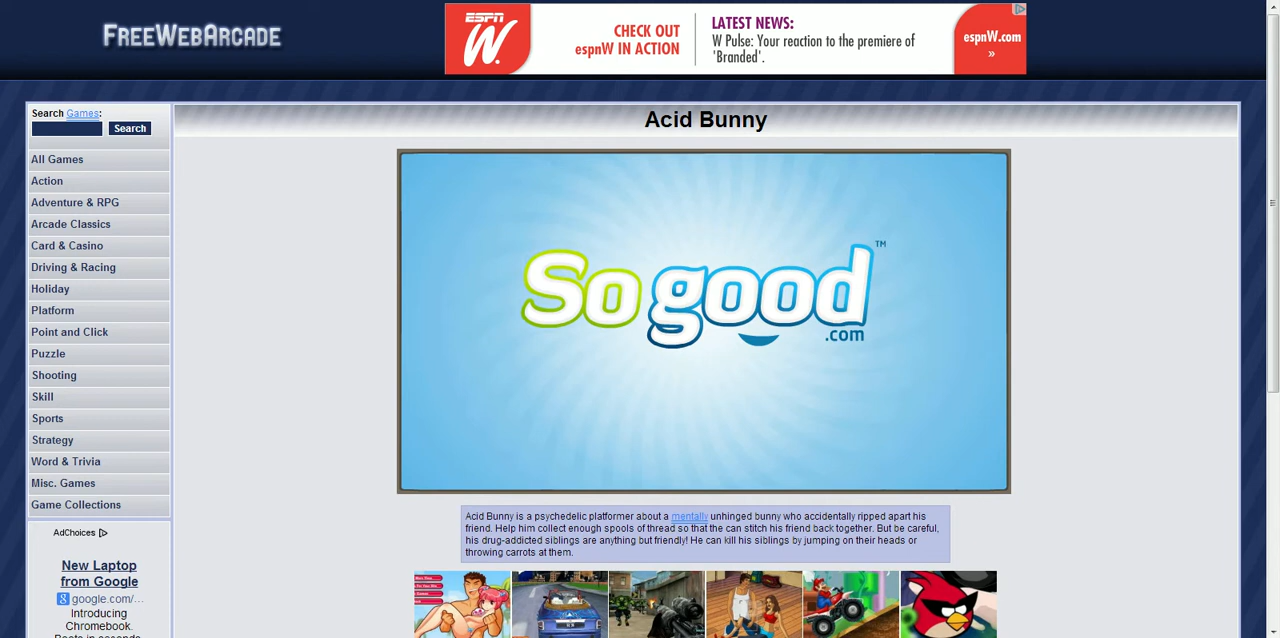 FREEWEBARCADE
ESPN
W.
CHECK OUT
espnW IN ACTION
LATEST NEWS:
W Pulse: Your reaction to the premiere of
'Branded'.
espnW.com
»
Search Games:
Search
Acid Bunny
All Games
Action
Adventure & RPG
Arcade Classics
Card & Casino
Driving & Racing
Holiday
Platform
Point and Click
Puzzle
Shooting
Skill
Sports
Strategy
Word & Trivia
Misc. Games
Game Collections
So good™
.com
Acid Bunny is a psychedelic platformer about a mentally unhinged bunny who accidentally ripped apart his
friend. Help him collect enough spools of thread so that the can stitch his friend back together. But be careful,
his drug-addicted siblings are anything but friendly! He can kill his siblings by jumping on their heads or
throwing carrots at them.
AdChoices
New Laptop
from Google
google.com/...
Introducing
Chromebook.
Boots in seconds